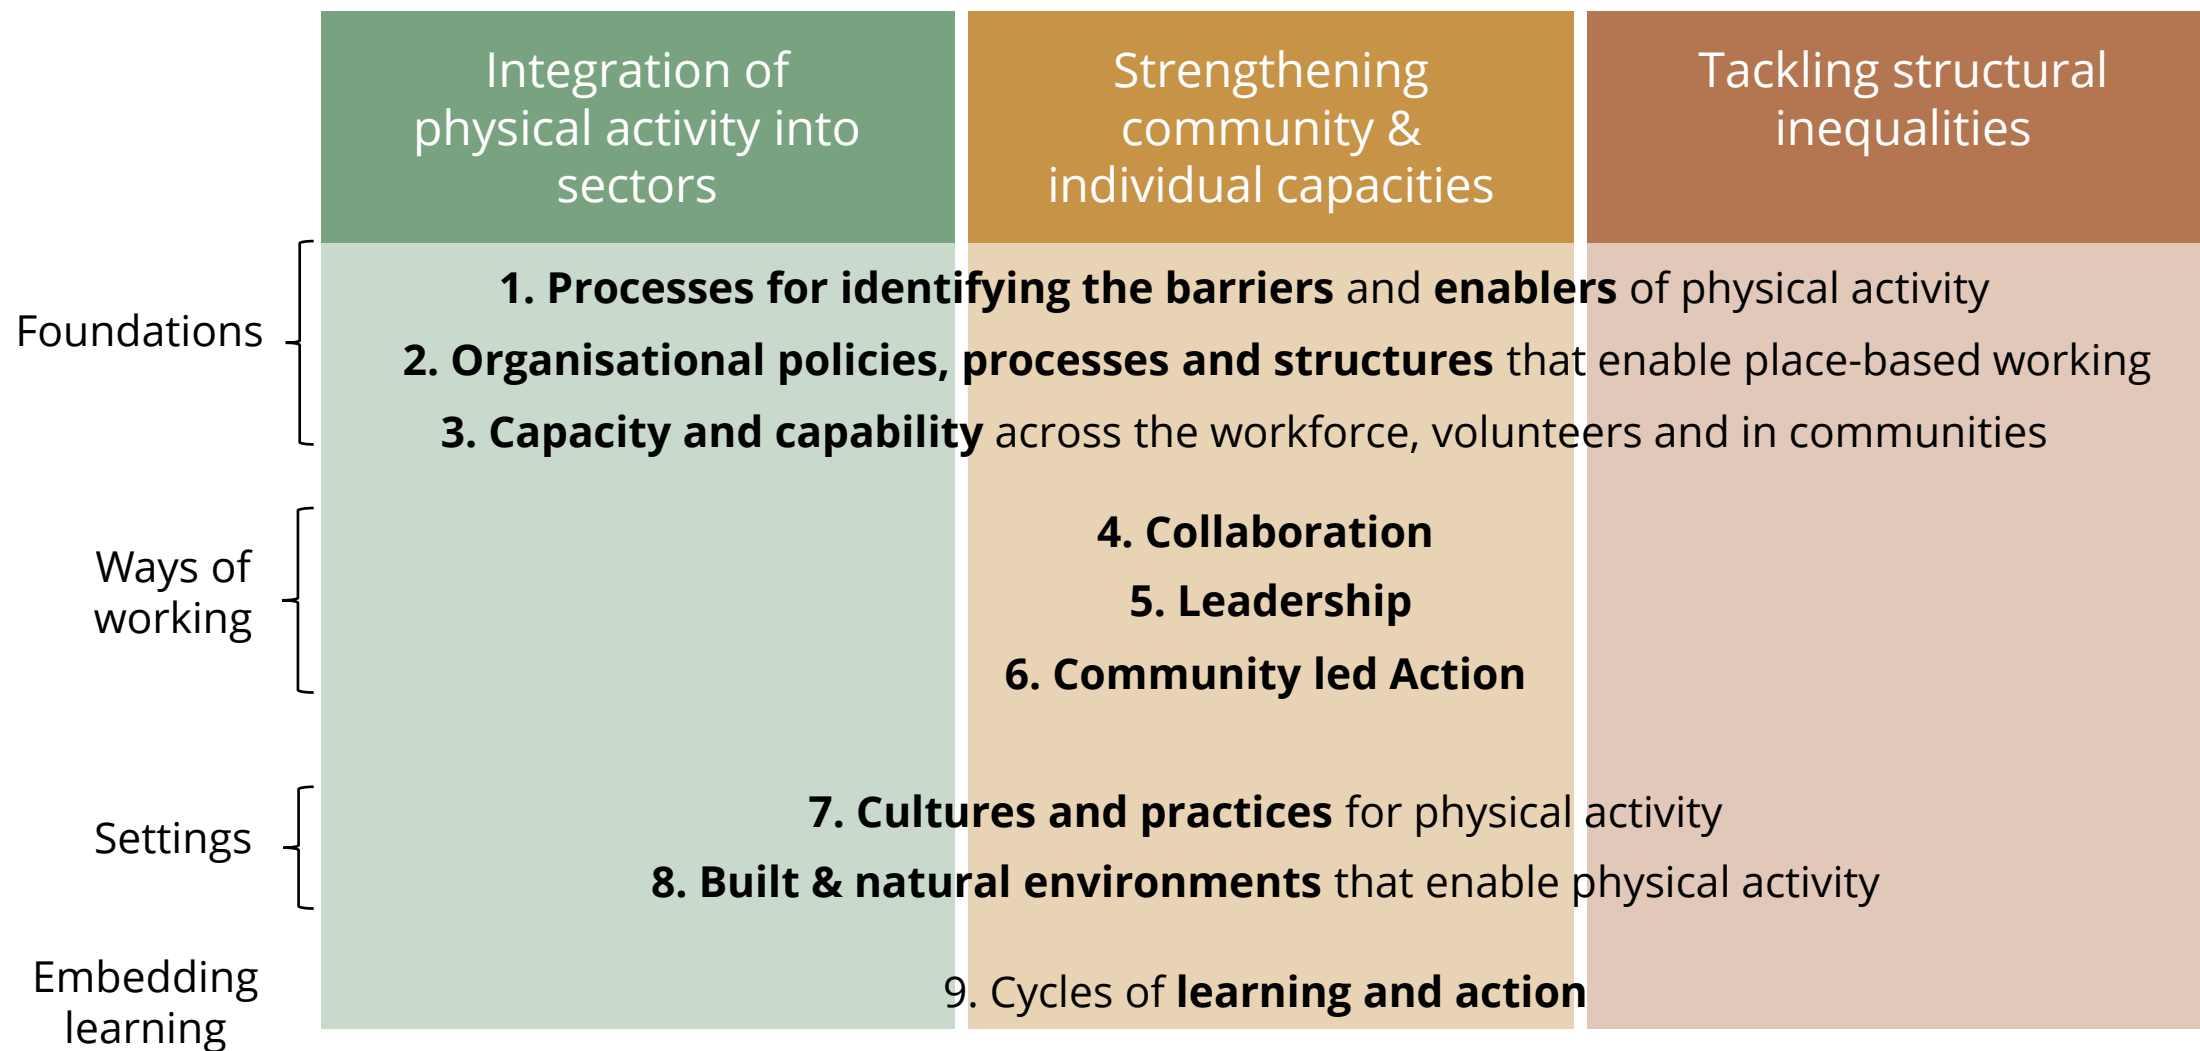 Integration of
physical activity into
sectors
Strengthening
community &
individual capacities
Tackling structural
inequalities
Foundations
1. Processes for identifying the barriers and enablers of physical activity
2. Organisational policies, processes and structures that enable place-based working
3. Capacity and capability across the workforce, volunteers and in communities
Ways of
working
4. Collaboration
5. Leadership
6. Community led Action
Settings
7. Cultures and practices for physical activity
8. Built & natural environments that enable physical activity
Embedding
learning
9. Cycles of learning and action